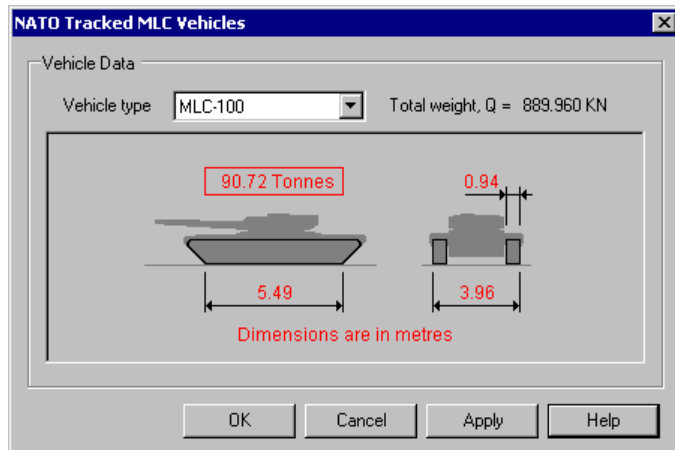 NATO Tracked MLC Vehicles
Vehicle Data
Vehicle type MLC-100 Total weight, Q = 889.960 KN
90.72 Tonnes 0.94
5.49 3.96
Dimensions are in metres
OK Cancel Apply Help